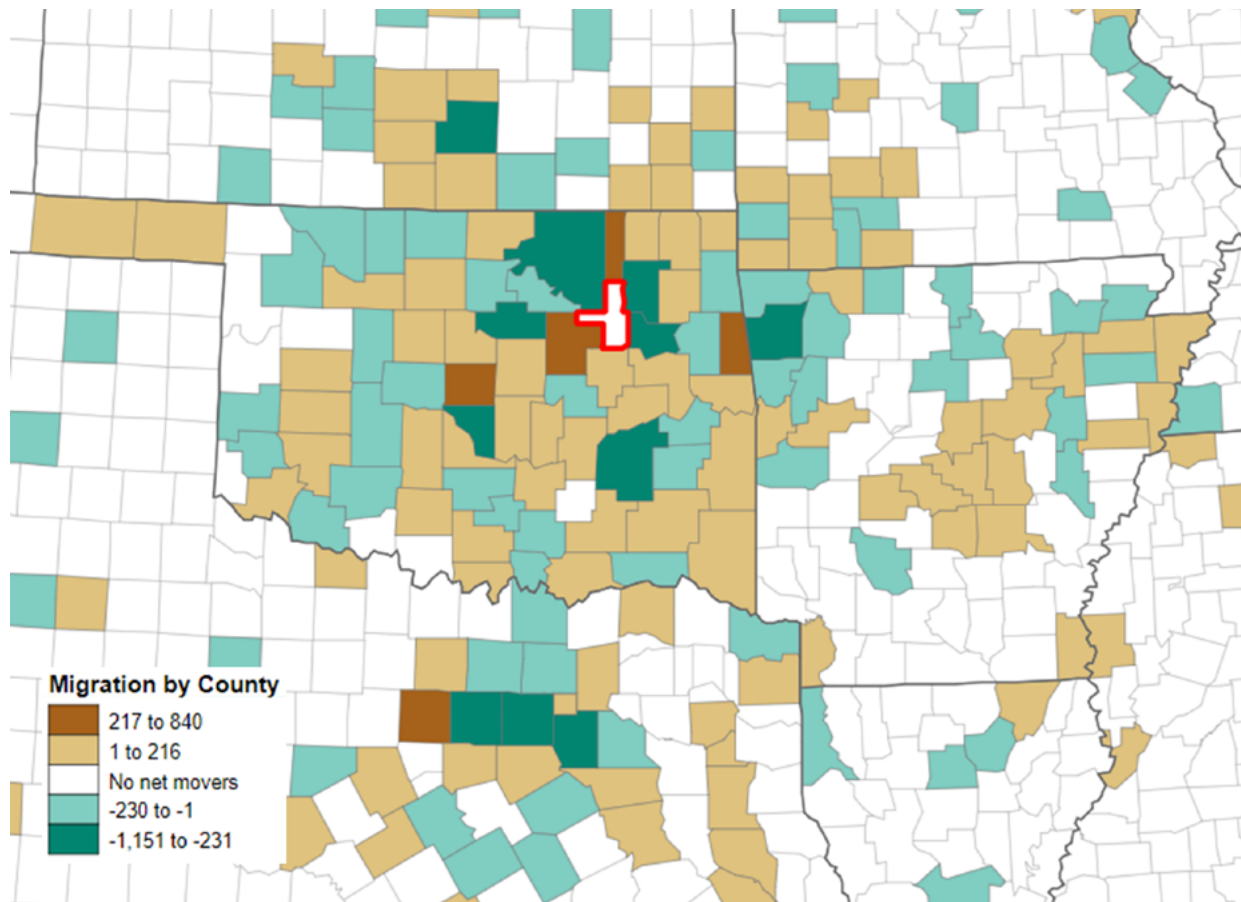 Migration by County
217 to 840
1 to 216
No net movers
-230 to -1
-1,151 to -231